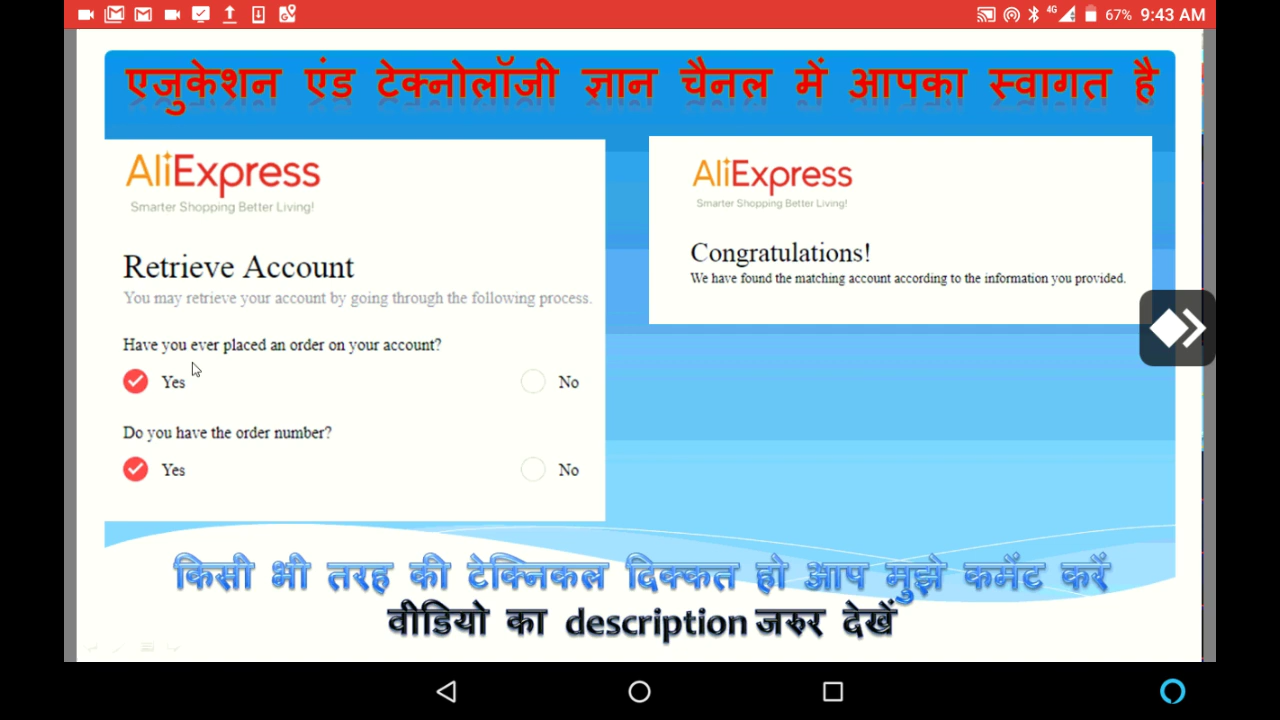 4G 67% 9:43 AM
एजुकेशन एंड टेक्नोलॉजी ज्ञान चैनल में आपका स्वागत है
AliExpress
Smarter Shopping Better Living!
Retrieve Account
You may retrieve your account by going through the following process.
Have you ever placed an order on your account?
Yes No
Do you have the order number?
Yes No
AliExpress
Smarter Shopping Better Living!
Congratulations!
We have found the matching account according to the information you provided.
किसी भी तरह की टेक्निकल दिक्कत हो आप मुझे कमेंट करें
वीडियो का description जरुर देखें